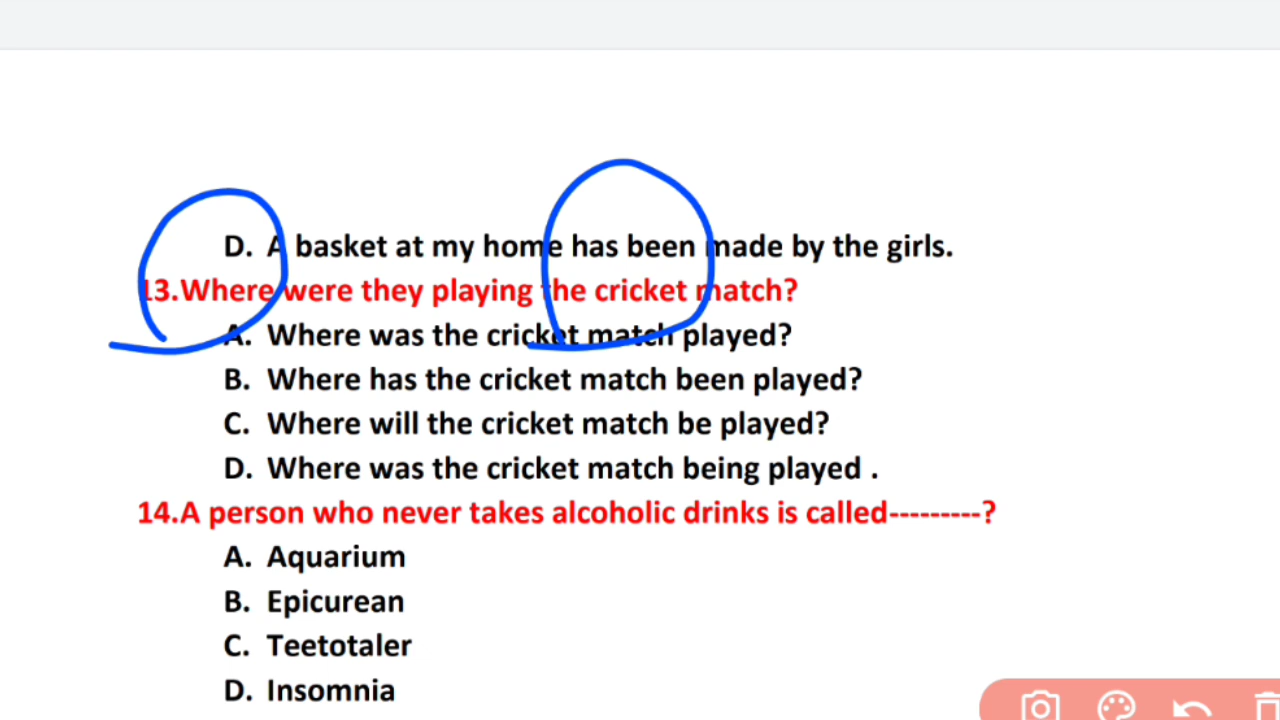 D. A basket at my home has been made by the girls.
13.Where were they playing the cricket match?
A. Where was the cricket match played?
B. Where has the cricket match been played?
C. Where will the cricket match be played?
D. Where was the cricket match being played .
14.A person who never takes alcoholic drinks is called---------?
A. Aquarium
B. Epicurean
C. Teetotaler
D. Insomnia